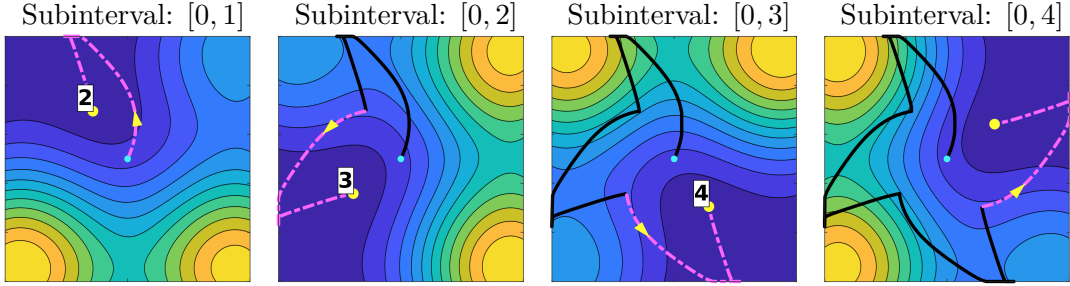 Subinterval: [0, 1]
Subinterval: [0, 2]
Subinterval: [0, 3]
Subinterval: [0, 4]
2
3
4